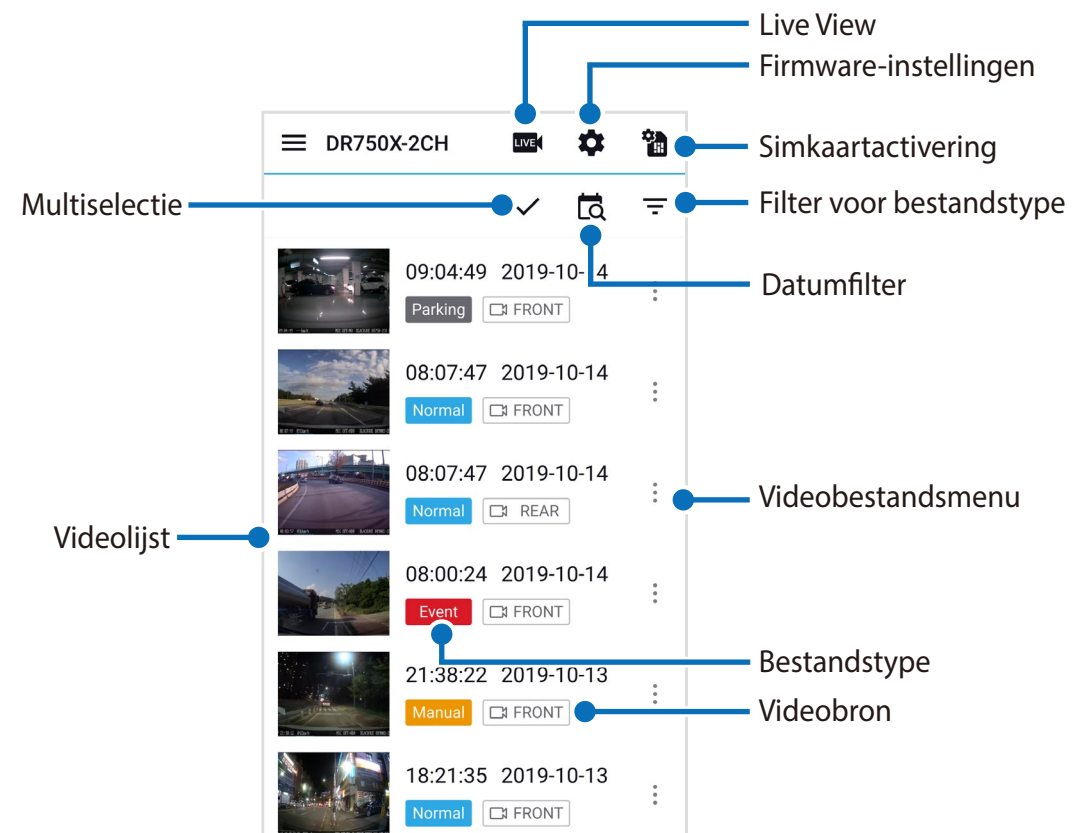 Live View
Firmware-instellingen
DR750X-2CH
LIVE
Simkaartactivering
Multiselectie
Filter voor bestandstype
09:04:49 2019-10-14
Datumfilter
Parking FRONT
08:07:47 2019-10-14
Normal FRONT
08:07:47 2019-10-14
Videobestandsmenu
Normal REAR
Videolijst
08:00:24 2019-10-14
Event FRONT
Bestandstype
21:38:22 2019-10-13
Manual FRONT
Videobron
18:21:35 2019-10-13
Normal FRONT